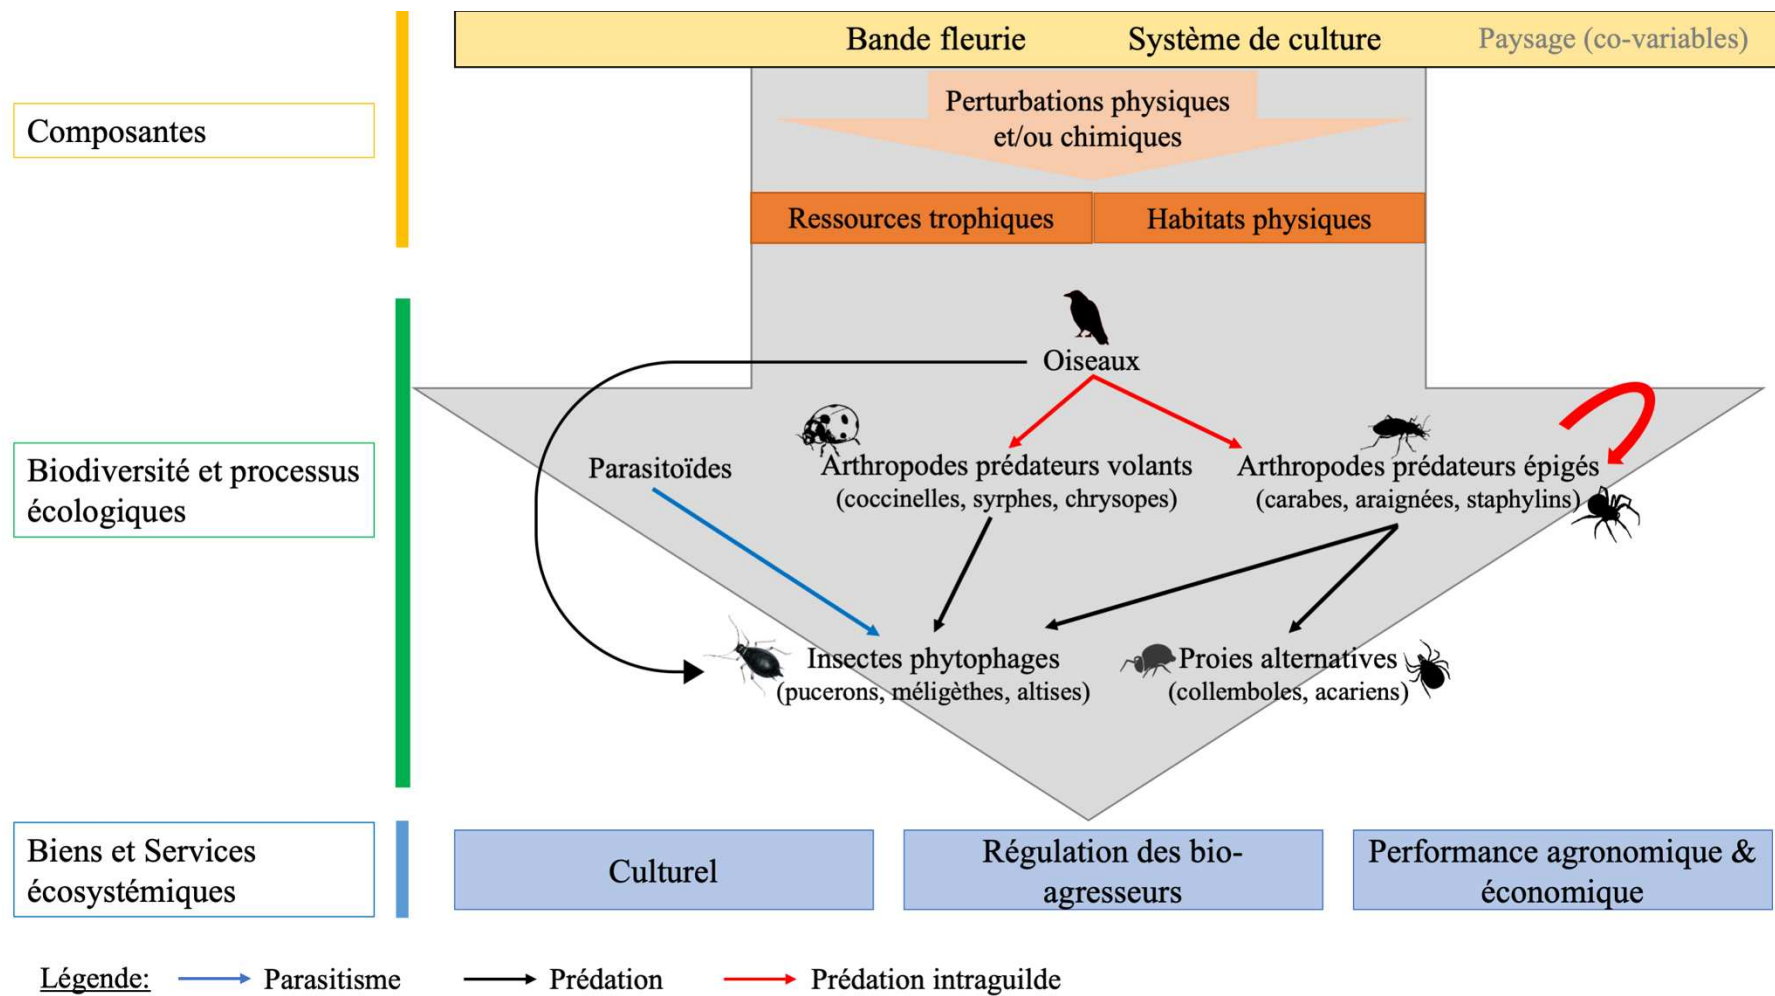 Bande fleurie
Système de culture
Paysage (co-variables)
Composantes
Perturbations physiques
et/ou chimiques
Ressources trophiques
Habitats physiques
Oiseaux
Biodiversité et processus
écologiques
Parasitoïdes
Arthropodes prédateurs volants
(coccinelles, syrphes, chrysopes)
Arthropodes prédateurs épigés
(carabes, araignées, staphylins)
Insectes phytophages
(pucerons, méligèthes, altises)
Proies alternatives
(collemboles, acariens)
Biens et Services
écosystémiques
Culturel
Régulation des bio-
agresseurs
Performance agronomique &
économique
Légende:
Parasitisme
Prédation
Prédation intraguilde